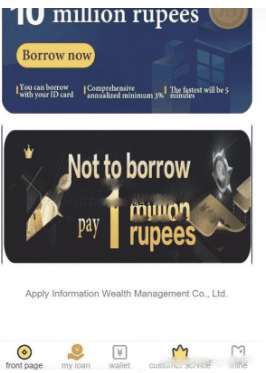 10 million rupees
Borrow now
You can borrow with your ID card
Comprehensive annualized minimum 3%
The fastest will be 5 minutes
Not to borrow
pay 1 million
rupees
Apply Information Wealth Management Co., Ltd.
front page my loan wallet customer service mine